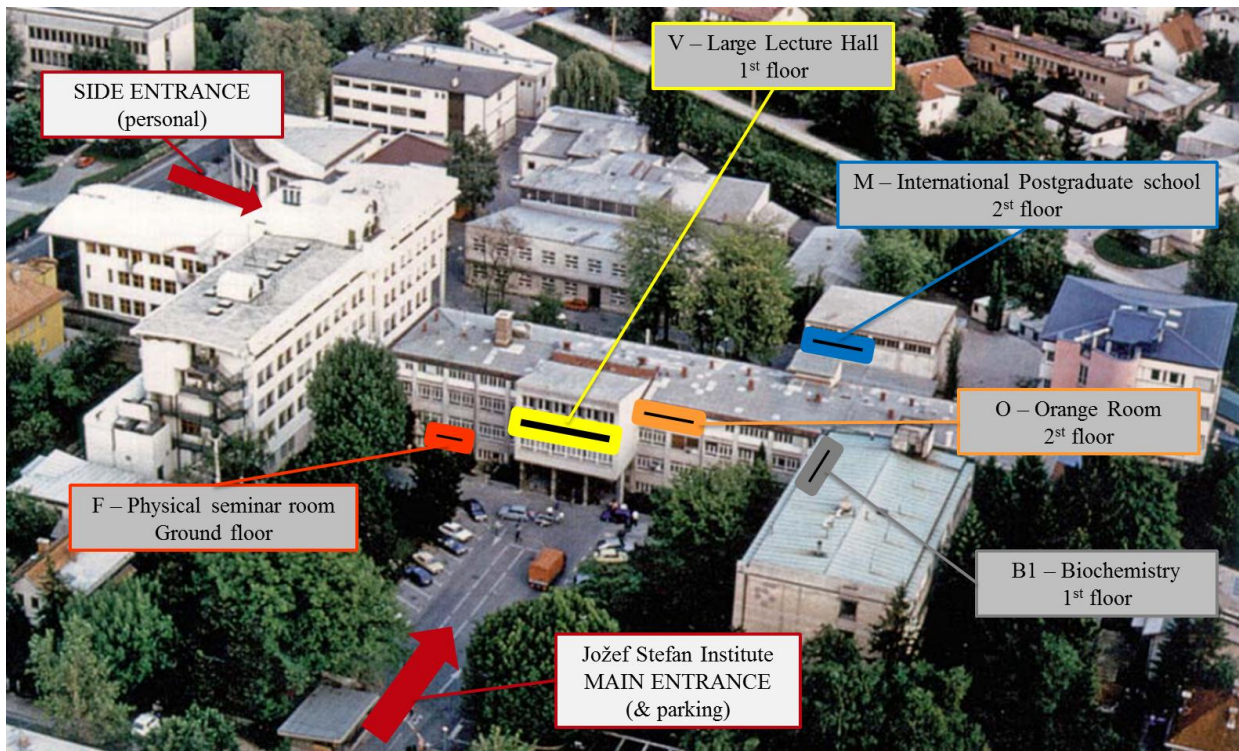 V – Large Lecture Hall
1st floor
SIDE ENTRANCE
(personal)
M – International Postgraduate school
2st floor
O – Orange Room
2st floor
F – Physical seminar room
Ground floor
B1 – Biochemistry
1st floor
Jožef Stefan Institute
MAIN ENTRANCE
(& parking)